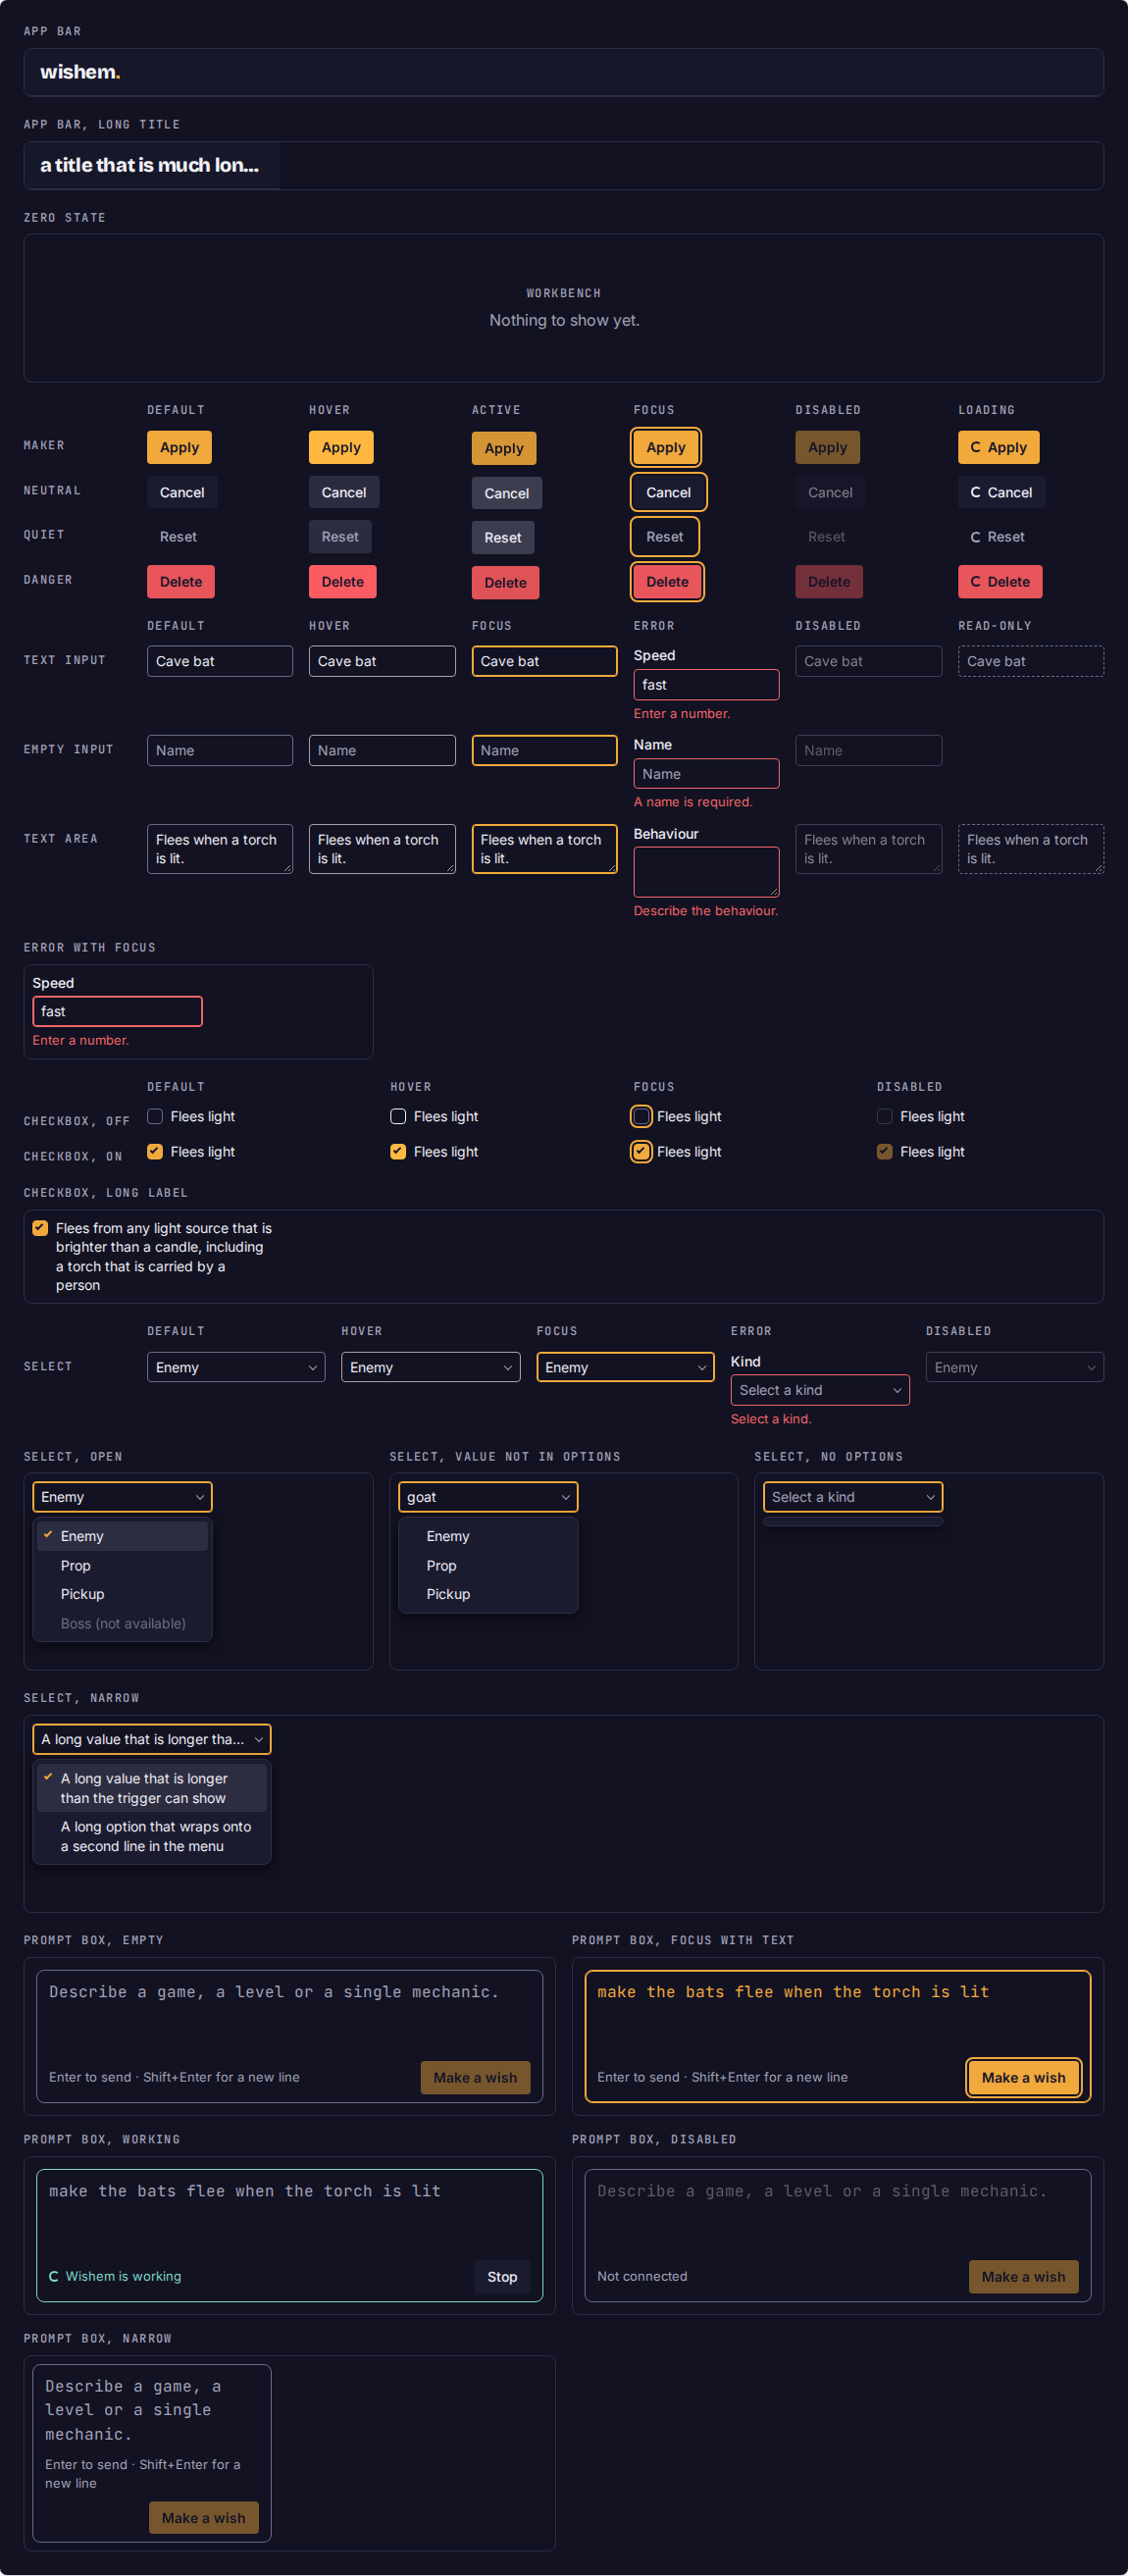 APP BAR
wishem.
APP BAR, LONG TITLE
a title that is much lon...
ZERO STATE
WORKBENCH
Nothing to show yet.
DEFAULT HOVER ACTIVE FOCUS DISABLED LOADING
MAKER Apply Apply Apply Apply Apply Apply
NEUTRAL Cancel Cancel Cancel Cancel Cancel Cancel
QUIET Reset Reset Reset Reset Reset Reset
DANGER Delete Delete Delete Delete Delete Delete
DEFAULT HOVER FOCUS ERROR DISABLED READ-ONLY
Speed
TEXT INPUT Cave bat Cave bat Cave bat fast Cave bat Cave bat
Enter a number.
Name
EMPTY INPUT Name Name Name Name Name
A name is required.
TEXT AREA Flees when a torch Flees when a torch Flees when a torch Behaviour Flees when a torch Flees when a torch
is lit. is lit. is lit. is lit. is lit.
Describe the behaviour.
ERROR WITH FOCUS
Speed
fast
Enter a number.
DEFAULT HOVER FOCUS DISABLED
CHECKBOX, OFF Flees light Flees light Flees light Flees light
CHECKBOX, ON Flees light Flees light Flees light Flees light
CHECKBOX, LONG LABEL
Flees from any light source that is
brighter than a candle, including
a torch that is carried by a
person
DEFAULT HOVER FOCUS ERROR DISABLED
Kind
SELECT Enemy Enemy Enemy Select a kind Enemy
Select a kind.
SELECT, OPEN SELECT, VALUE NOT IN OPTIONS SELECT, NO OPTIONS
Enemy goat Select a kind
Enemy Enemy
Prop Prop
Pickup Pickup
Boss (not available)
SELECT, NARROW
A long value that is longer tha...
A long value that is longer
than the trigger can show
A long option that wraps onto
a second line in the menu
PROMPT BOX, EMPTY PROMPT BOX, FOCUS WITH TEXT
Describe a game, a level or a single mechanic. make the bats flee when the torch is lit
Enter to send · Shift+Enter for a new line Make a wish Enter to send · Shift+Enter for a new line Make a wish
PROMPT BOX, WORKING PROMPT BOX, DISABLED
make the bats flee when the torch is lit Describe a game, a level or a single mechanic.
Wishem is working Stop Not connected Make a wish
PROMPT BOX, NARROW
Describe a game, a
level or a single
mechanic.
Enter to send · Shift+Enter for a
new line
Make a wish